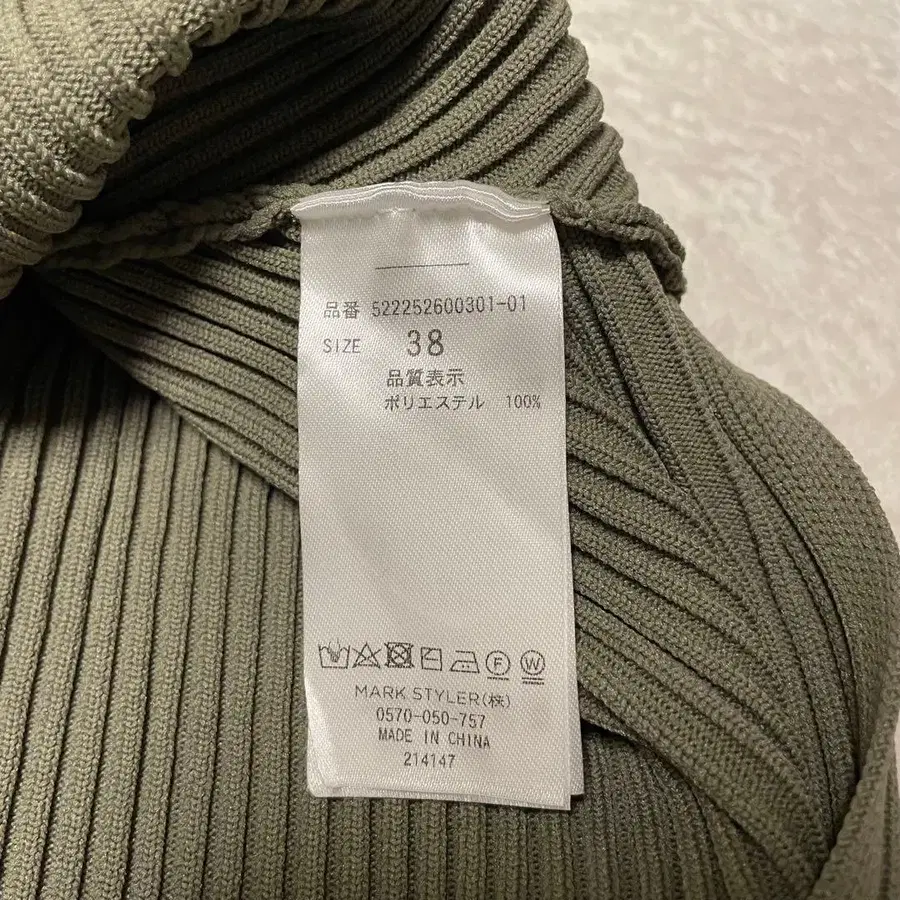 品番 522252600301-01
SIZE 38
品質表示
ポリエステル 100%
F W
MARK STYLER(株)
0570-050-757
MADE IN CHINA
214147